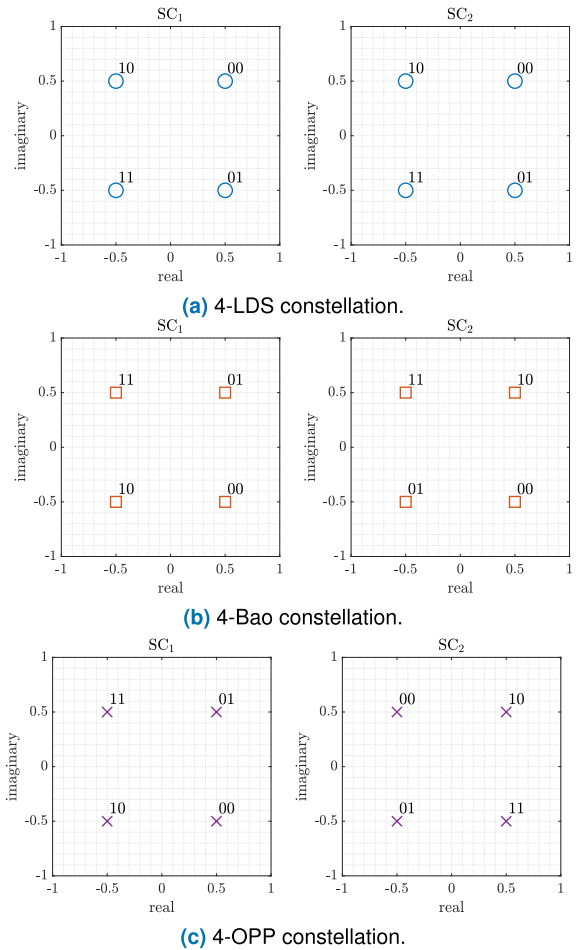 SC1 SC2
1 1
10 00 10 00
0.5 0.5
imaginary 0 imaginary 0
11 01 11 01
-0.5 -0.5
-1 -1
-1 -0.5 0 0.5 1 -1 -0.5 0 0.5 1
real real
(a) 4-LDS constellation.
SC1 SC2
1 1
11 01 11 10
0.5 0.5
imaginary 0 imaginary 0
10 00 01 00
-0.5 -0.5
-1 -1
-1 -0.5 0 0.5 1 -1 -0.5 0 0.5 1
real real
(b) 4-Bao constellation.
SC1 SC2
1 1
11 01 00 10
0.5 0.5
imaginary 0 imaginary 0
10 00 01 11
-0.5 -0.5
-1 -1
-1 -0.5 0 0.5 1 -1 -0.5 0 0.5 1
real real
(c) 4-OPP constellation.